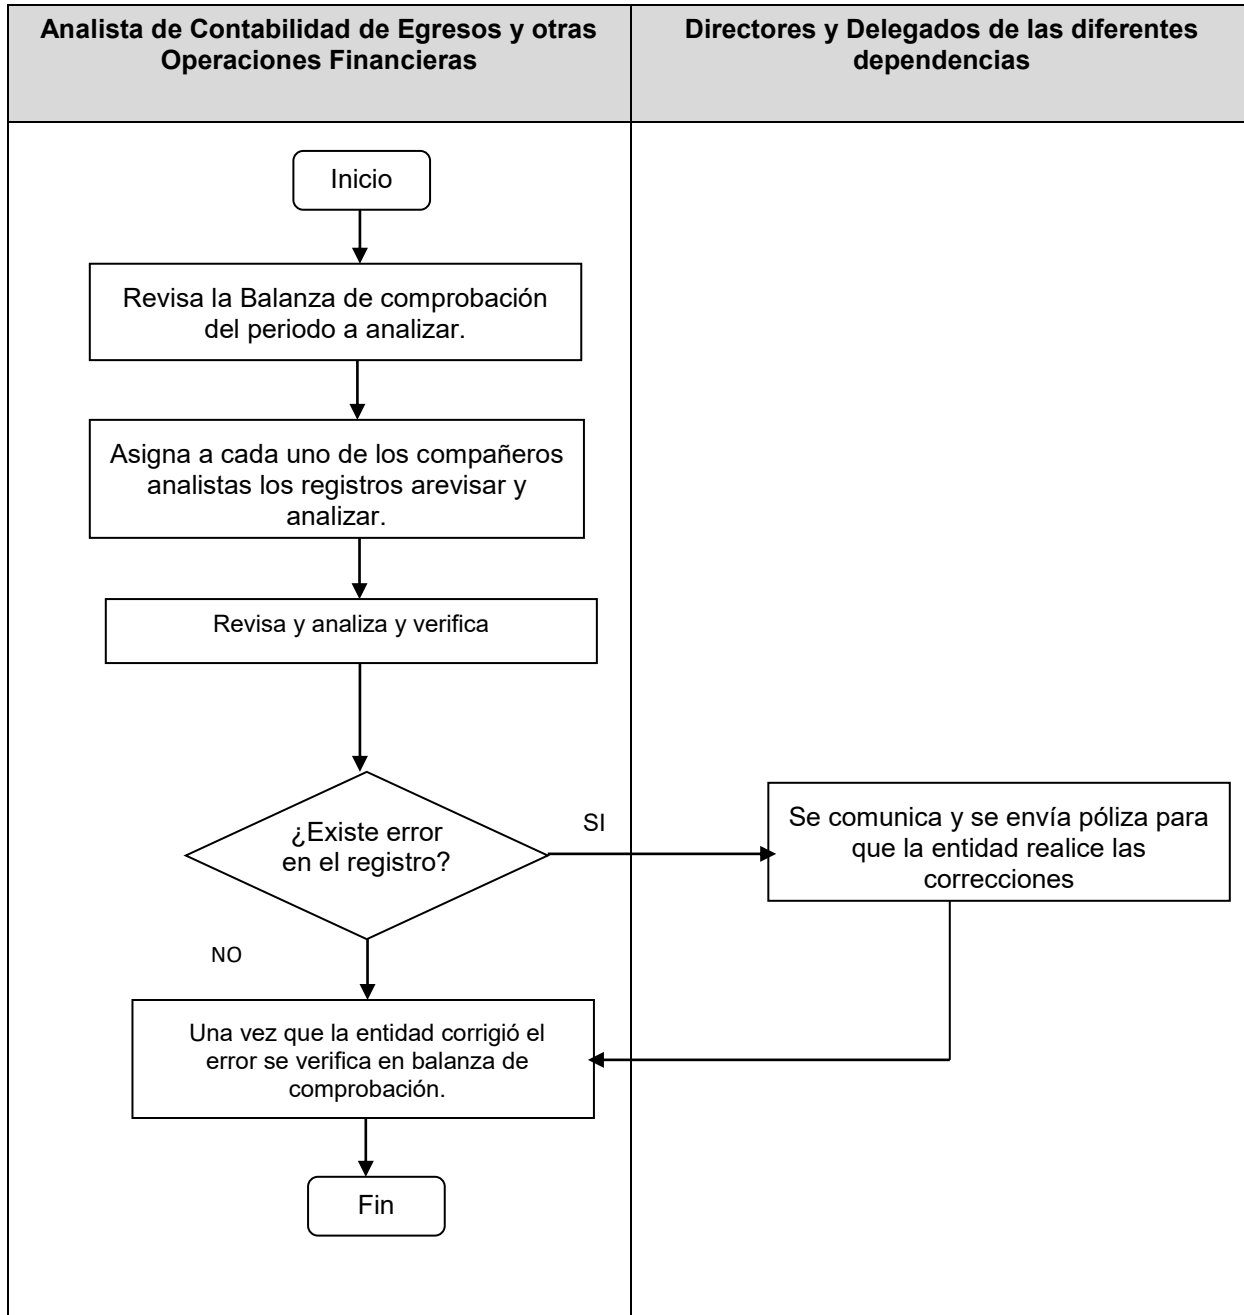 Analista de Contabilidad de Egresos y otras
Operaciones Financieras
Directores y Delegados de las diferentes
dependencias
Inicio
Revisa la Balanza de comprobación
del periodo a analizar.
Asigna a cada uno de los compañeros
analistas los registros arevisar y
analizar.
Revisa y analiza y verifica
¿Existe error
en el registro?
SI
Se comunica y se envía póliza para
que la entidad realice las
correcciones
NO
Una vez que la entidad corrigió el
error se verifica en balanza de
comprobación.
Fin